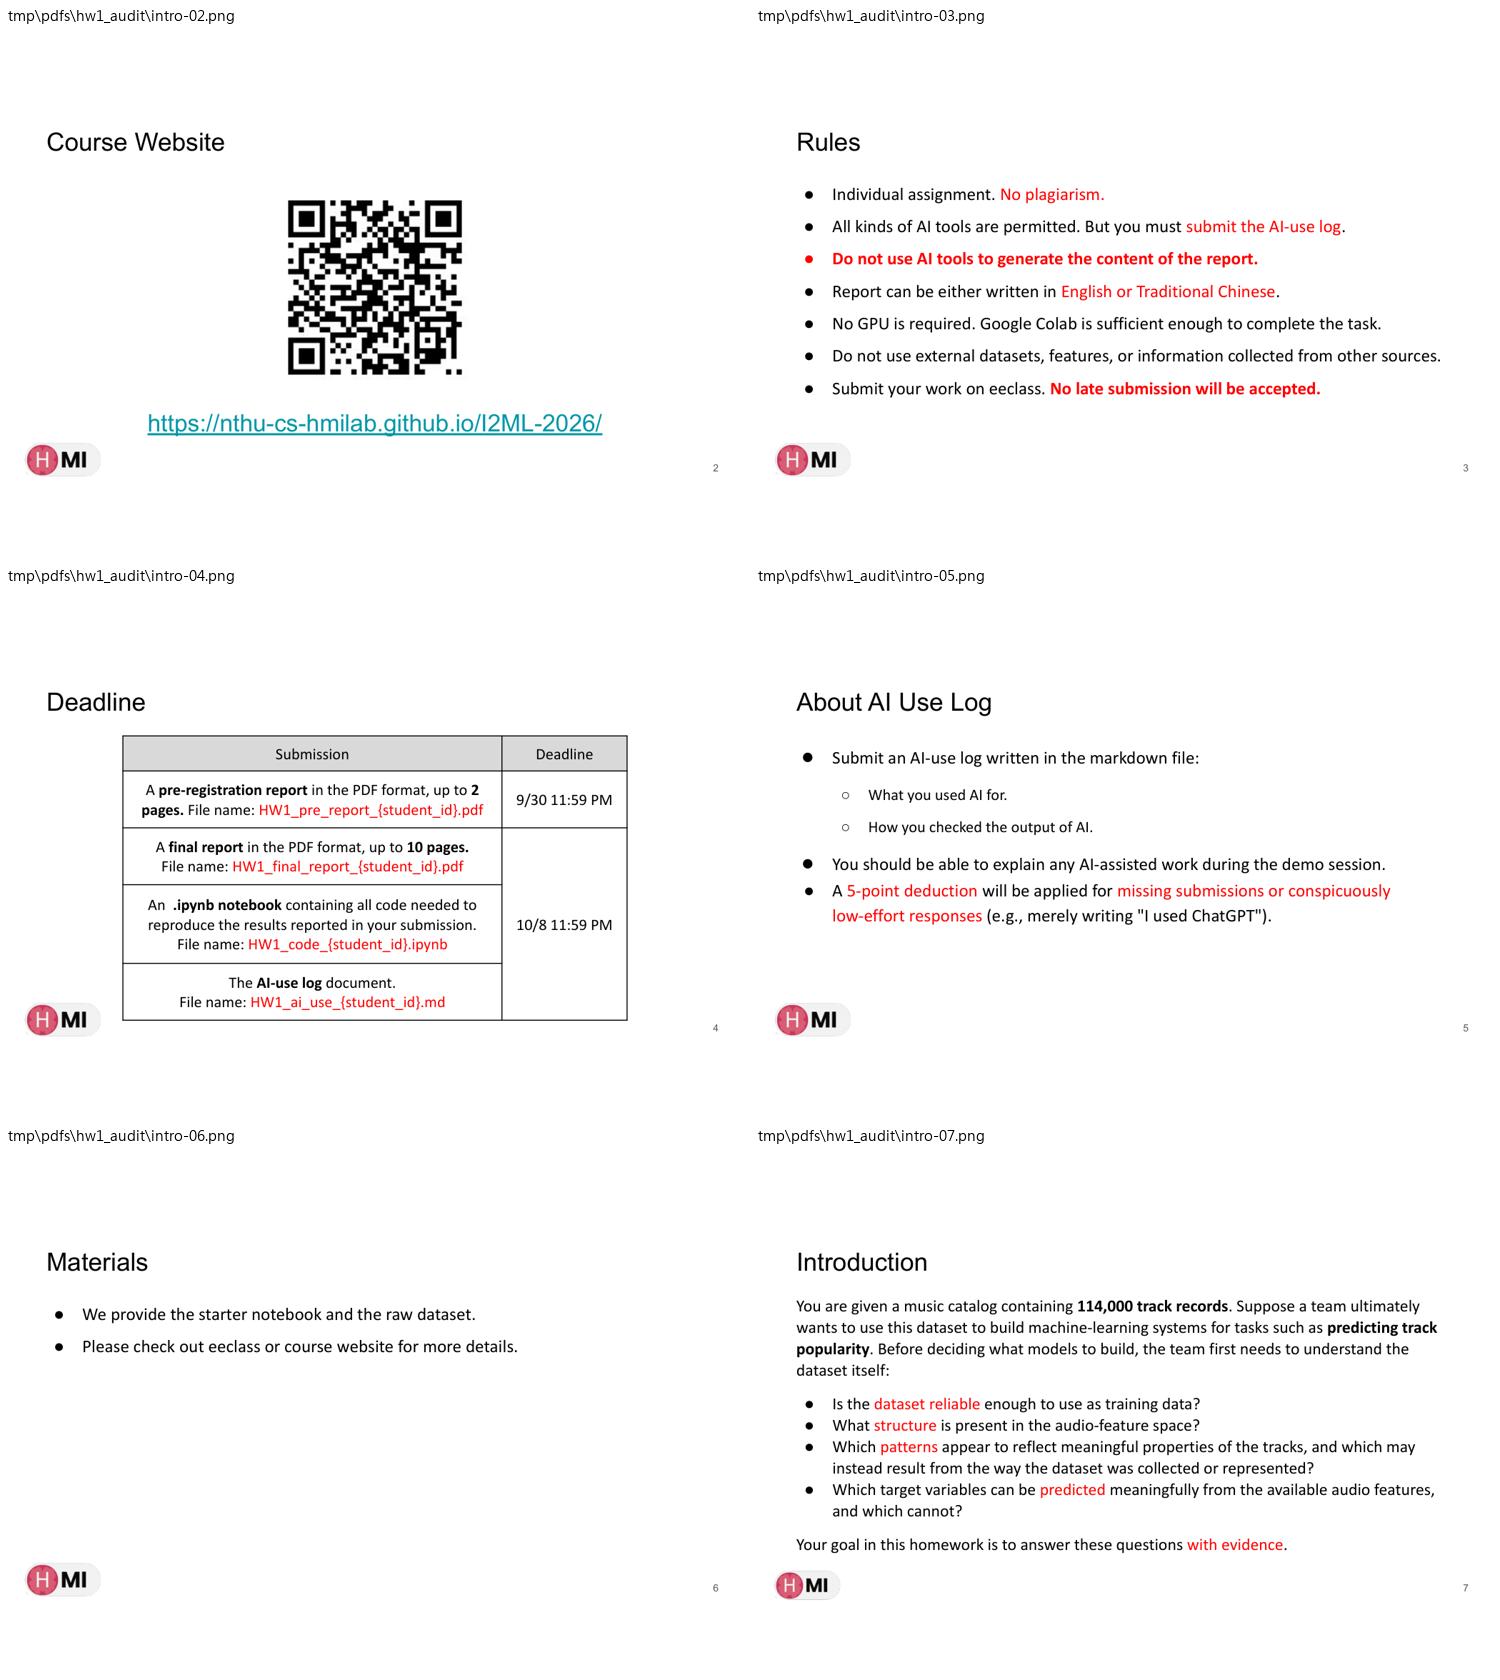 tmp\pdfs\hw1_audit\intro-02.png
Course Website
https://nthu-cs-hmilab.github.io/I2ML-2026/
H MI
2
tmp\pdfs\hw1_audit\intro-03.png
Rules
● Individual assignment. No plagiarism.
● All kinds of AI tools are permitted. But you must submit the AI-use log.
● Do not use AI tools to generate the content of the report.
● Report can be either written in English or Traditional Chinese.
● No GPU is required. Google Colab is sufficient enough to complete the task.
● Do not use external datasets, features, or information collected from other sources.
● Submit your work on eeclass. No late submission will be accepted.
H MI
3
tmp\pdfs\hw1_audit\intro-04.png
Deadline
Submission
Deadline
A pre-registration report in the PDF format, up to 2
pages. File name: HW1_pre_report_{student_id}.pdf
9/30 11:59 PM
A final report in the PDF format, up to 10 pages.
File name: HW1_final_report_{student_id}.pdf
An .ipynb notebook containing all code needed to
reproduce the results reported in your submission.
File name: HW1_code_{student_id}.ipynb
10/8 11:59 PM
The AI-use log document.
File name: HW1_ai_use_{student_id}.md
H MI
4
tmp\pdfs\hw1_audit\intro-05.png
About AI Use Log
● Submit an AI-use log written in the markdown file:
○ What you used AI for.
○ How you checked the output of AI.
● You should be able to explain any AI-assisted work during the demo session.
● A 5-point deduction will be applied for missing submissions or conspicuously
low-effort responses (e.g., merely writing "I used ChatGPT").
H MI
5
tmp\pdfs\hw1_audit\intro-06.png
Materials
● We provide the starter notebook and the raw dataset.
● Please check out eeclass or course website for more details.
H MI
6
tmp\pdfs\hw1_audit\intro-07.png
Introduction
You are given a music catalog containing 114,000 track records. Suppose a team ultimately
wants to use this dataset to build machine-learning systems for tasks such as predicting track
popularity. Before deciding what models to build, the team first needs to understand the
dataset itself:
● Is the dataset reliable enough to use as training data?
● What structure is present in the audio-feature space?
● Which patterns appear to reflect meaningful properties of the tracks, and which may
instead result from the way the dataset was collected or represented?
● Which target variables can be predicted meaningfully from the available audio features,
and which cannot?
Your goal in this homework is to answer these questions with evidence.
H MI
7